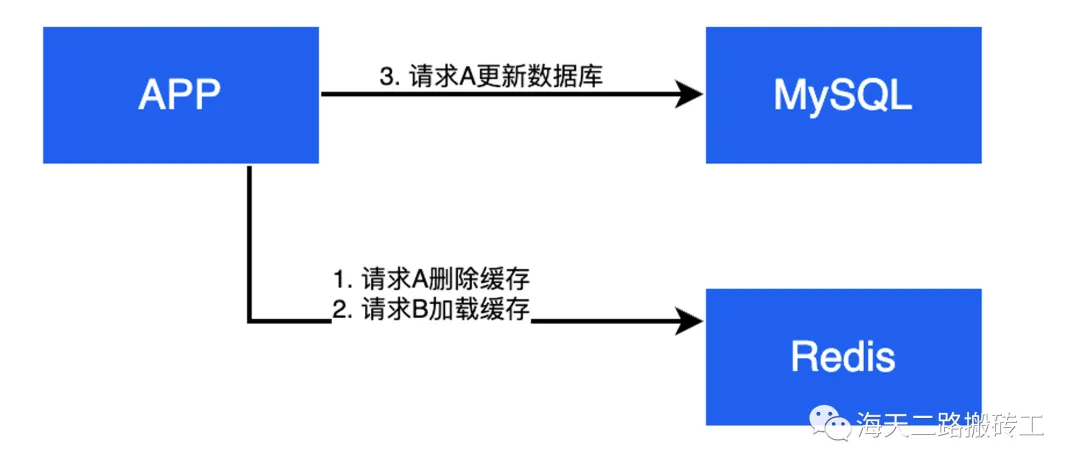 APP
3. 请求A更新数据库
MySQL
1. 请求A删除缓存
2. 请求B加载缓存
Redis
海天二路搬砖工